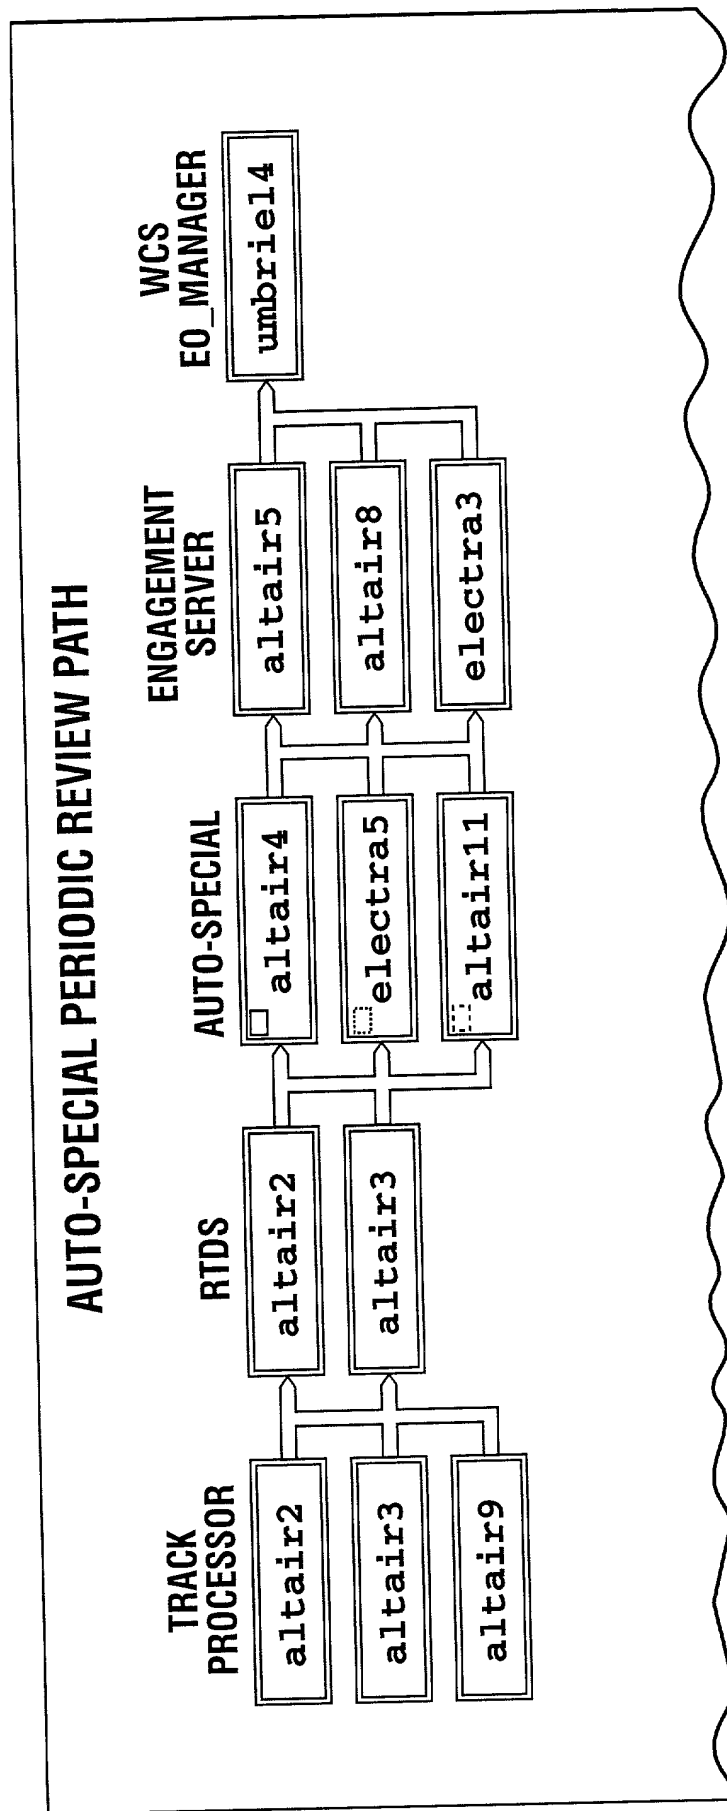 AUTO-SPECIAL PERIODIC REVIEW PATH
TRACK
PROCESSOR
altair2
altair3
altair9
RTDS
altair2
altair3
AUTO-SPECIAL
altair4
electra5
altair11
ENGAGEMENT
SERVER
altair5
altair8
electra3
WCS
EO_MANAGER
umbriel4